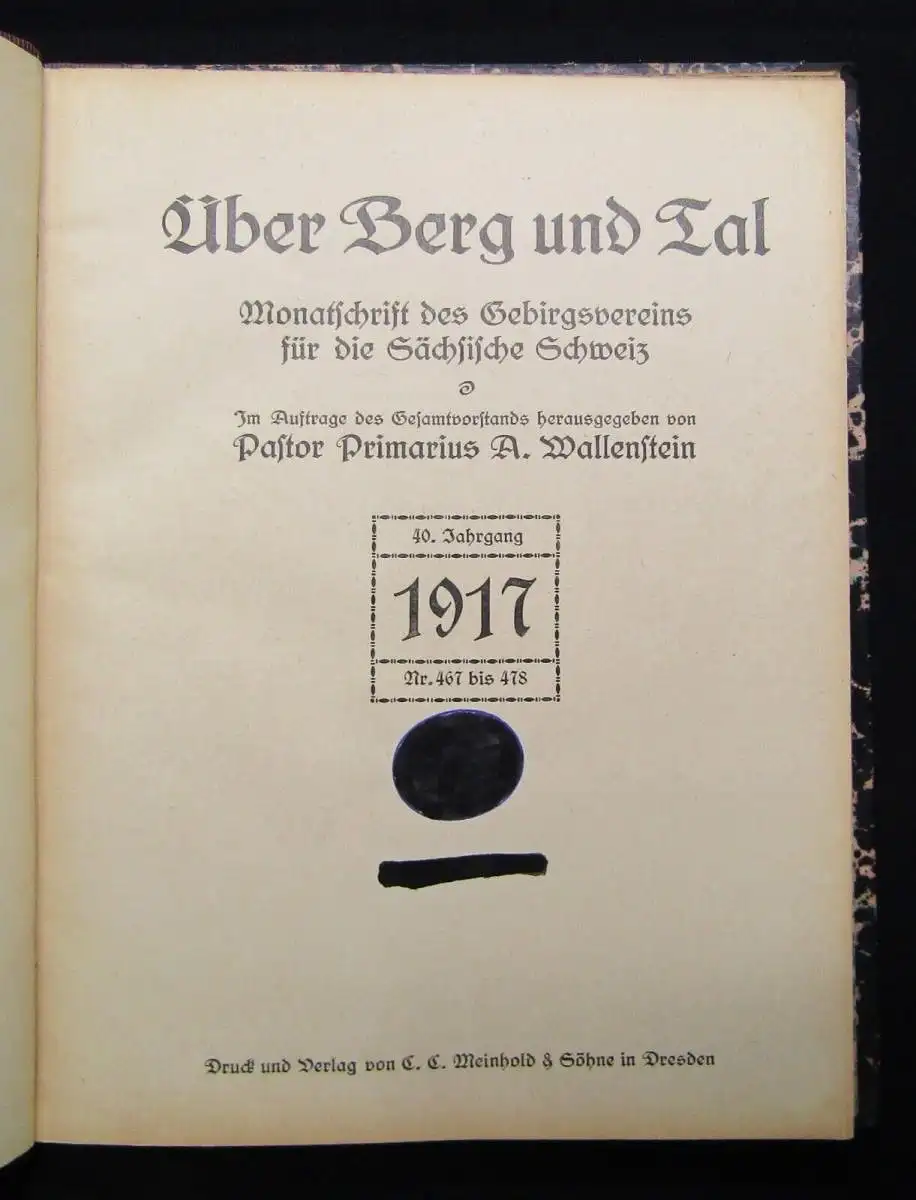 Über Berg und Tal
Monatschrift des Gebirgsvereins
für die Sächsische Schweiz
Im Auftrage des Gesamtvorstands herausgegeben von
Pastor Primarius A. Wallenstein
40. Jahrgang
1917
Nr. 467 bis 478
Druck und Verlag von C. C. Meinhold & Söhne in Dresden